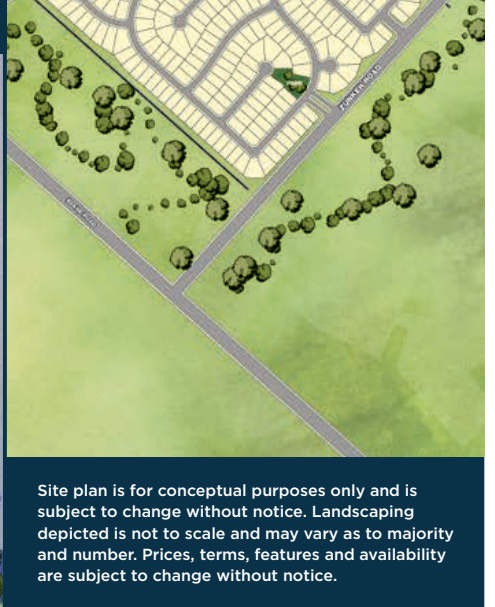 PARK
ZUNKER ROAD
Site plan is for conceptual purposes only and is
subject to change without notice. Landscaping
depicted is not to scale and may vary as to majority
and number. Prices, terms, features and availability
are subject to change without notice.